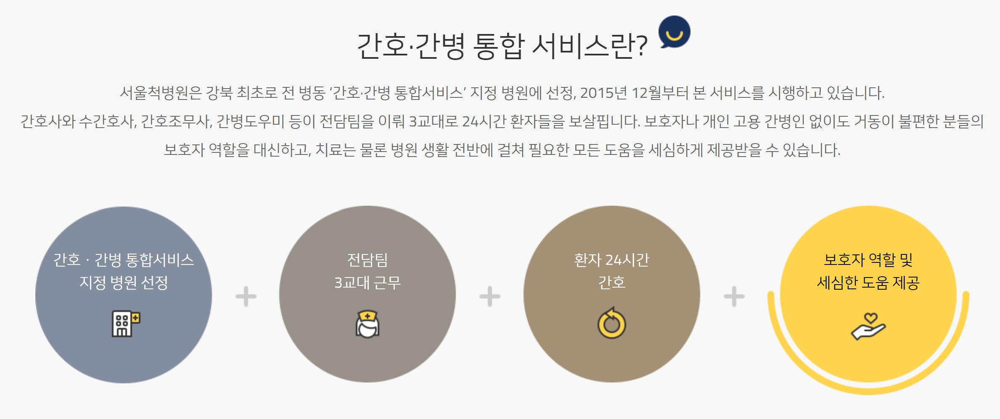 간호·간병 통합 서비스란?
서울척병원은 강북 최초로 전 병동 ‘간호·간병 통합서비스’ 지정 병원에 선정, 2015년 12월부터 본 서비스를 시행하고 있습니다.
간호사와 수간호사, 간호조무사, 간병도우미 등이 전담팀을 이뤄 3교대로 24시간 환자들을 보살핍니다. 보호자나 개인 고용 간병인 없이도 거동이 불편한 분들의
보호자 역할을 대신하고, 치료는 물론 병원 생활 전반에 걸쳐 필요한 모든 도움을 세심하게 제공받을 수 있습니다.
간호 · 간병 통합서비스
지정 병원 선정
전담팀
3교대 근무
환자 24시간
간호
보호자 역할 및
세심한 도움 제공